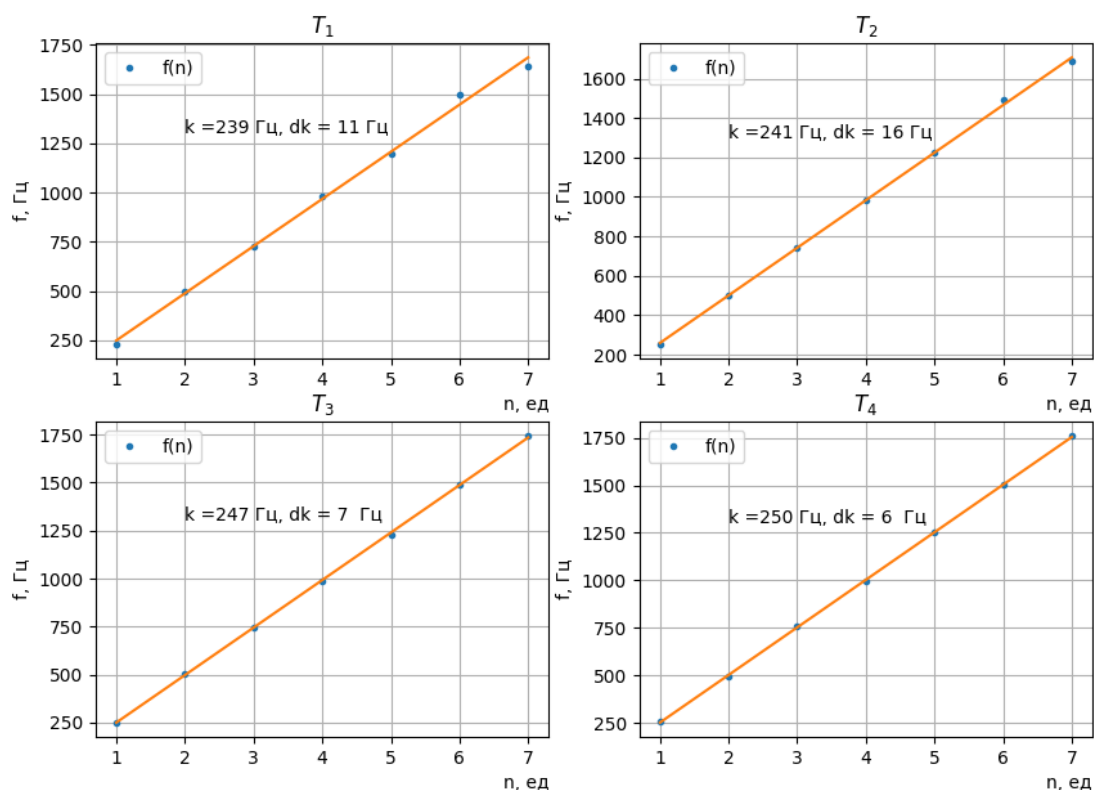 T₁
f(n)
k =239 Гц, dk = 11 Гц
f, Гц
1750
1500
1250
1000
750
500
250
1 2 3 4 5 6 7
n, ед
T₂
f(n)
k =241 Гц, dk = 16 Гц
f, Гц
1600
1400
1200
1000
800
600
400
200
1 2 3 4 5 6 7
n, ед
T₃
f(n)
k =247 Гц, dk = 7 Гц
f, Гц
1750
1500
1250
1000
750
500
250
1 2 3 4 5 6 7
n, ед
T₄
f(n)
k =250 Гц, dk = 6 Гц
f, Гц
1750
1500
1250
1000
750
500
250
1 2 3 4 5 6 7
n, ед